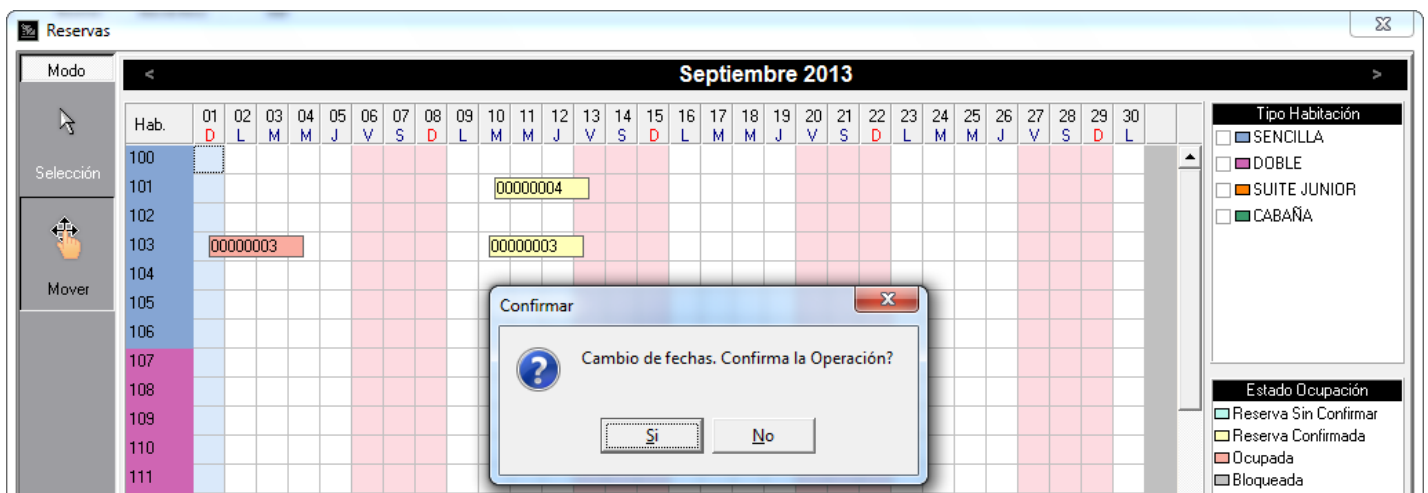 Reservas
Modo
< Septiembre 2013 >
Hab. 01 02 03 04 05 06 07 08 09 10 11 12 13 14 15 16 17 18 19 20 21 22 23 24 25 26 27 28 29 30
D L M M J V S D L M M J V S D L M M J V S D L M M J V S D L
Selección
Mover
100
101 00000004
102
103 00000003 00000003
104
105
106
107
108
109
110
111
Confirmar
Cambio de fechas. Confirma la Operación?
Si No
Tipo Habitación
SENCILLA
DOBLE
SUITE JUNIOR
CABAÑA
Estado Ocupación
Reserva Sin Confirmar
Reserva Confirmada
Ocupada
Bloqueada